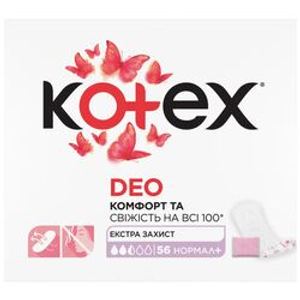 KOTEX®
DEO
КОМФОРТ ТА
СВІЖІСТЬ НА ВСІ 100*
ЕКСТРА ЗАХИСТ
56 НОРМАЛ+